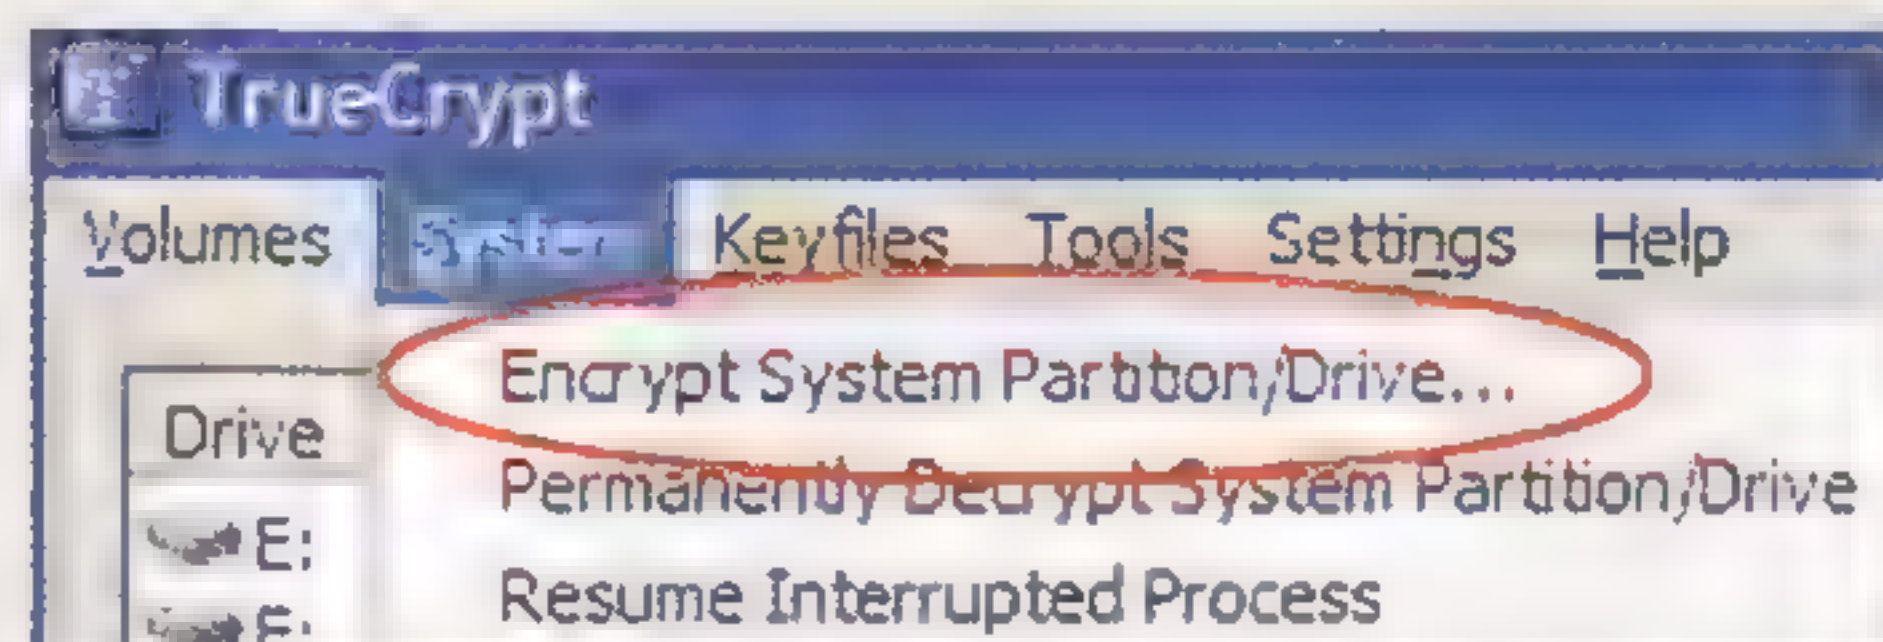 TrueCrypt
Volumes System Keyfiles Tools Settings Help
Encrypt System Partition/Drive...
Drive
Permanently Decrypt System Partition/Drive
E:
Resume Interrupted Process